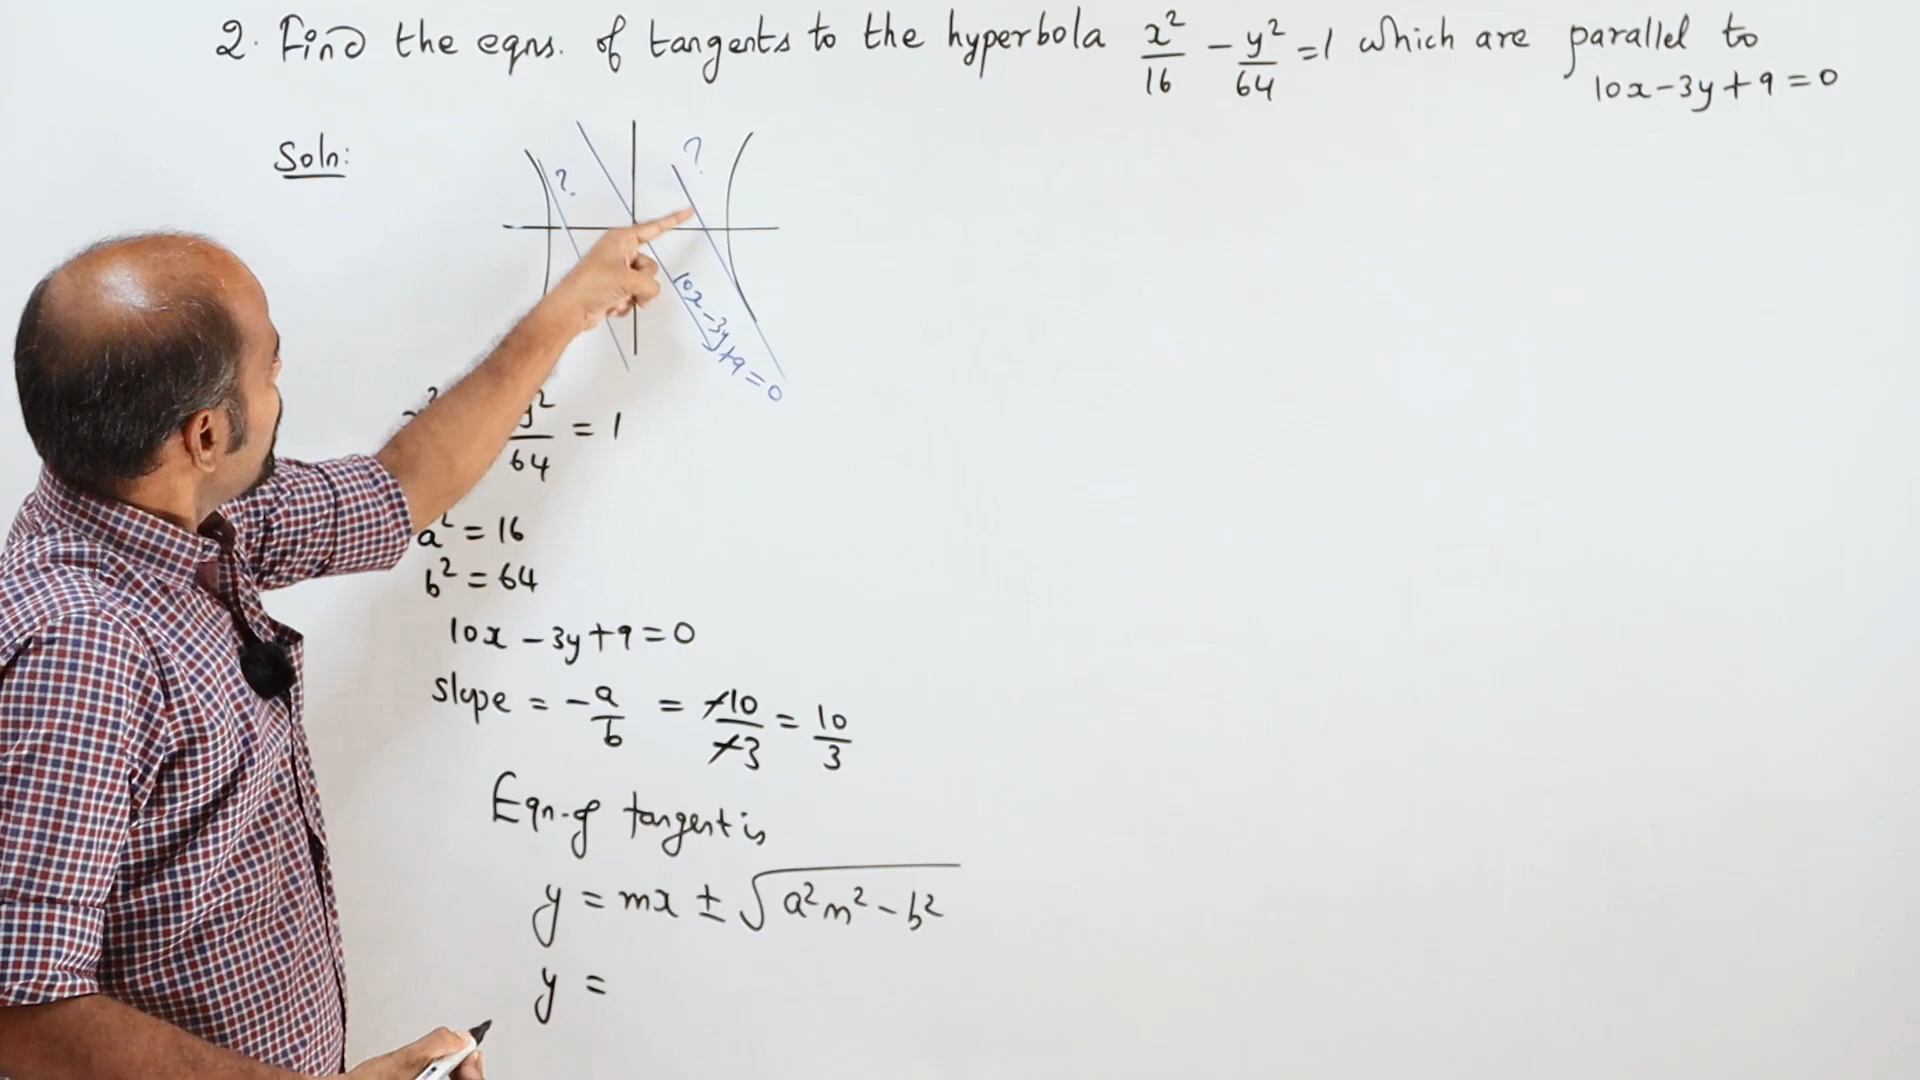 2. Find the eqns. of tangents to the hyperbola x²/16 - y²/64 = 1 which are parallel to
10x - 3y + 9 = 0
Soln:
?
?
10x - 3y + 9 = 0
y²/64 = 1
a² = 16
b² = 64
10x - 3y + 9 = 0
slope = -a/b = -10/-3 = 10/3
Eqn. of tangent is
y = mx ± √(a²m² - b²)
y =